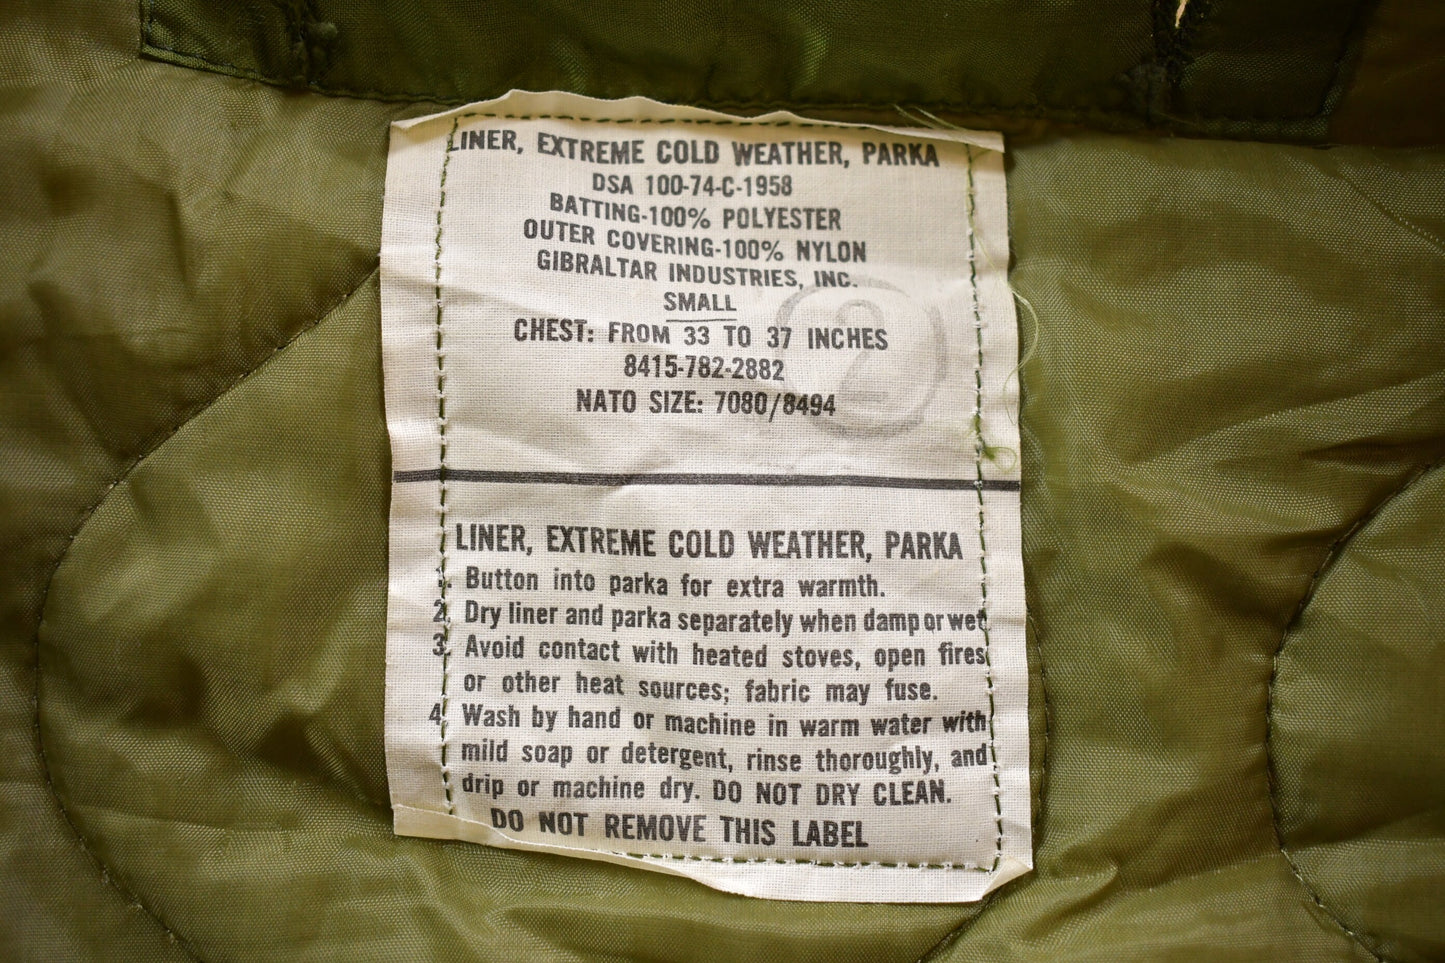 LINER, EXTREME COLD WEATHER, PARKA
DSA 100-74-C-1958
BATTING-100% POLYESTER
OUTER COVERING-100% NYLON
GIBRALTAR INDUSTRIES, INC.
SMALL
2
CHEST: FROM 33 TO 37 INCHES
8415-782-2882
NATO SIZE: 7080/8494
LINER, EXTREME COLD WEATHER, PARKA
1. Button into parka for extra warmth.
2. Dry liner and parka separately when damp or wet.
3. Avoid contact with heated stoves, open fires
or other heat sources; fabric may fuse.
4. Wash by hand or machine in warm water with
mild soap or detergent, rinse thoroughly, and
drip or machine dry. DO NOT DRY CLEAN.
DO NOT REMOVE THIS LABEL